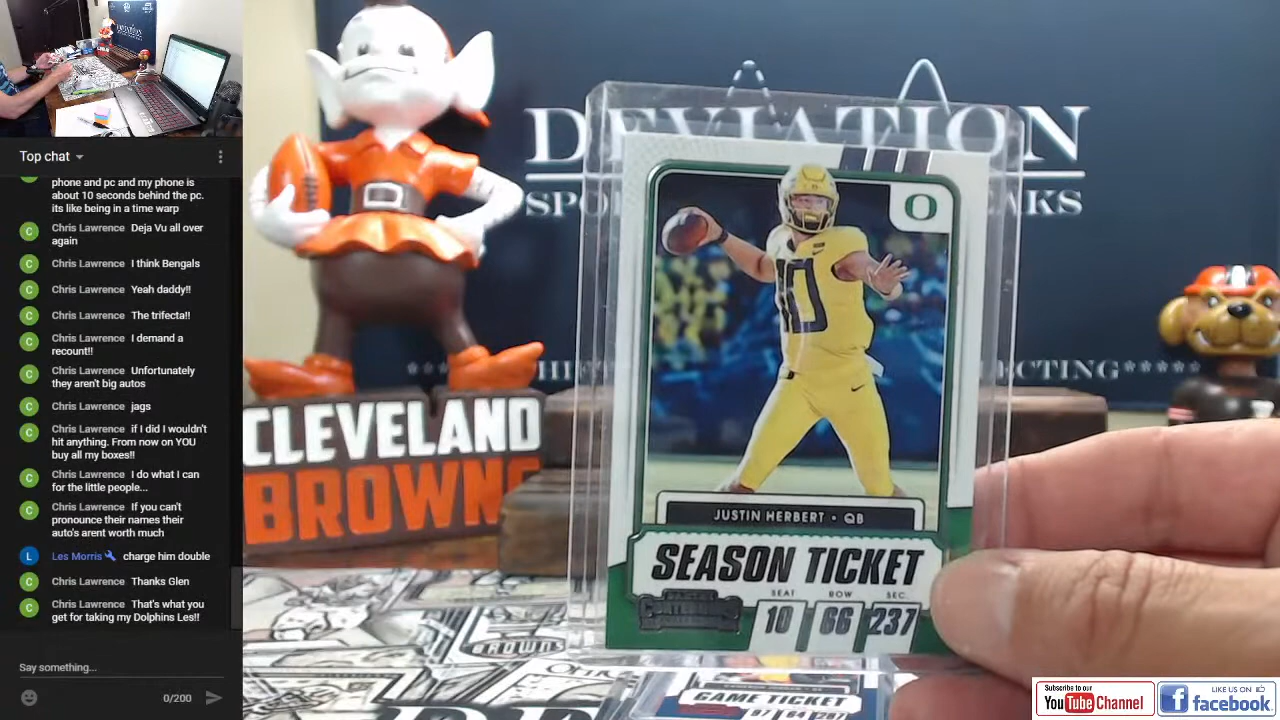 Top chat
phone and pc and my phone is
about 10 seconds behind the pc.
its like being in a time warp
C Chris Lawrence Deja Vu all over
again
C Chris Lawrence I think Bengals
C Chris Lawrence Yeah daddy!!
C Chris Lawrence The trifecta!!
C Chris Lawrence I demand a
recount!!
C Chris Lawrence Unfortunately
they aren't big autos
C Chris Lawrence jags
C Chris Lawrence if I did I wouldn't
hit anything. From now on YOU
buy all my boxes!!
C Chris Lawrence I do what I can
for the little people...
C Chris Lawrence If you can't
pronounce their names their
auto's arent worth much
L Les Morris charge him double
C Chris Lawrence Thanks Glen
C Chris Lawrence That's what you
get for taking my Dolphins Les!!
Say something...
0/200
DEVIATION
CLEVELAND
BROWNS
O
10
JUSTIN HERBERT • QB
SEASON TICKET
SEAT ROW SEC.
10 66 237
CONTENDERS
BROWNS
GAME TICKET
Subscribe to our
YouTube Channel
LIKE US ON
f facebook